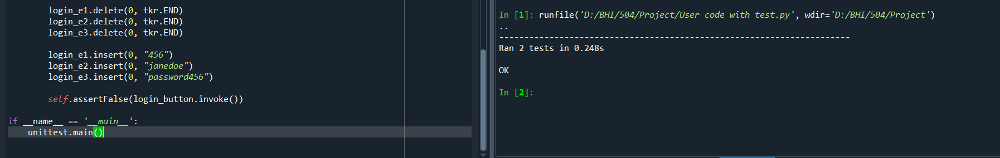 login_e1.delete(0, tkr.END)
login_e2.delete(0, tkr.END)
login_e3.delete(0, tkr.END)
login_e1.insert(0, "456")
login_e2.insert(0, "janedoe")
login_e3.insert(0, "password456")
self.assertFalse(login_button.invoke())
if __name__ == '__main__':
unittest.main()
In [1]: runfile('D:/BHI/504/Project/User code with test.py', wdir='D:/BHI/504/Project')
..
----------------------------------------------------------------------
Ran 2 tests in 0.248s
OK
In [2]: